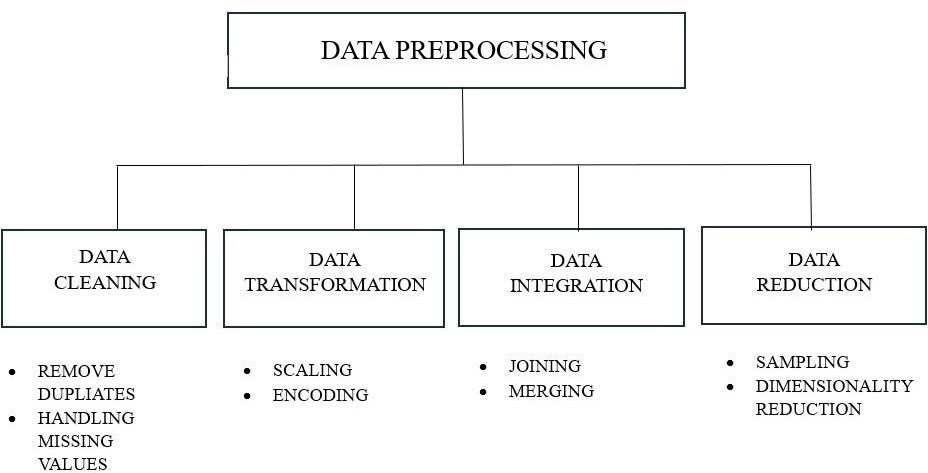 DATA PREPROCESSING
DATA
CLEANING
DATA
TRANSFORMATION
DATA
INTEGRATION
DATA
REDUCTION
• REMOVE
DUPLIATES
• HANDLING
MISSING
VALUES
• SCALING
• ENCODING
• JOINING
• MERGING
• SAMPLING
• DIMENSIONALITY
REDUCTION